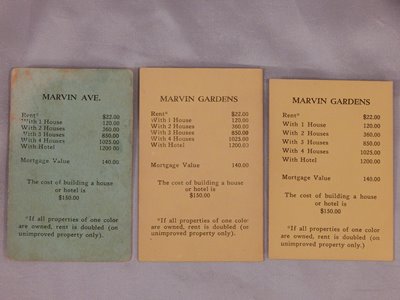 MARVIN AVE.
Rent* $22.00
With 1 House 120.00
With 2 Houses 360.00
With 3 Houses 850.00
With 4 Houses 1025.00
With Hotel 1200.00
Mortgage Value 140.00
The cost of building a house
or hotel is
$150.00
*If all properties of one color
are owned, rent is doubled (on
unimproved property only).
MARVIN GARDENS
Rent* $22.00
With 1 House 120.00
With 2 Houses 360.00
With 3 Houses 850.00
With 4 Houses 1025.00
With Hotel 1200.00
Mortgage Value 140.00
The cost of building a house
or hotel is
$150.00
*If all properties of one color
are owned, rent is doubled (on
unimproved property only).
MARVIN GARDENS
Rent* $22.00
With 1 House 120.00
With 2 Houses 360.00
With 3 Houses 850.00
With 4 Houses 1025.00
With Hotel 1200.00
Mortgage Value 140.00
The cost of building a house
or hotel is
$150.00
*If all properties of one color
are owned, rent is doubled (on
unimproved property only).